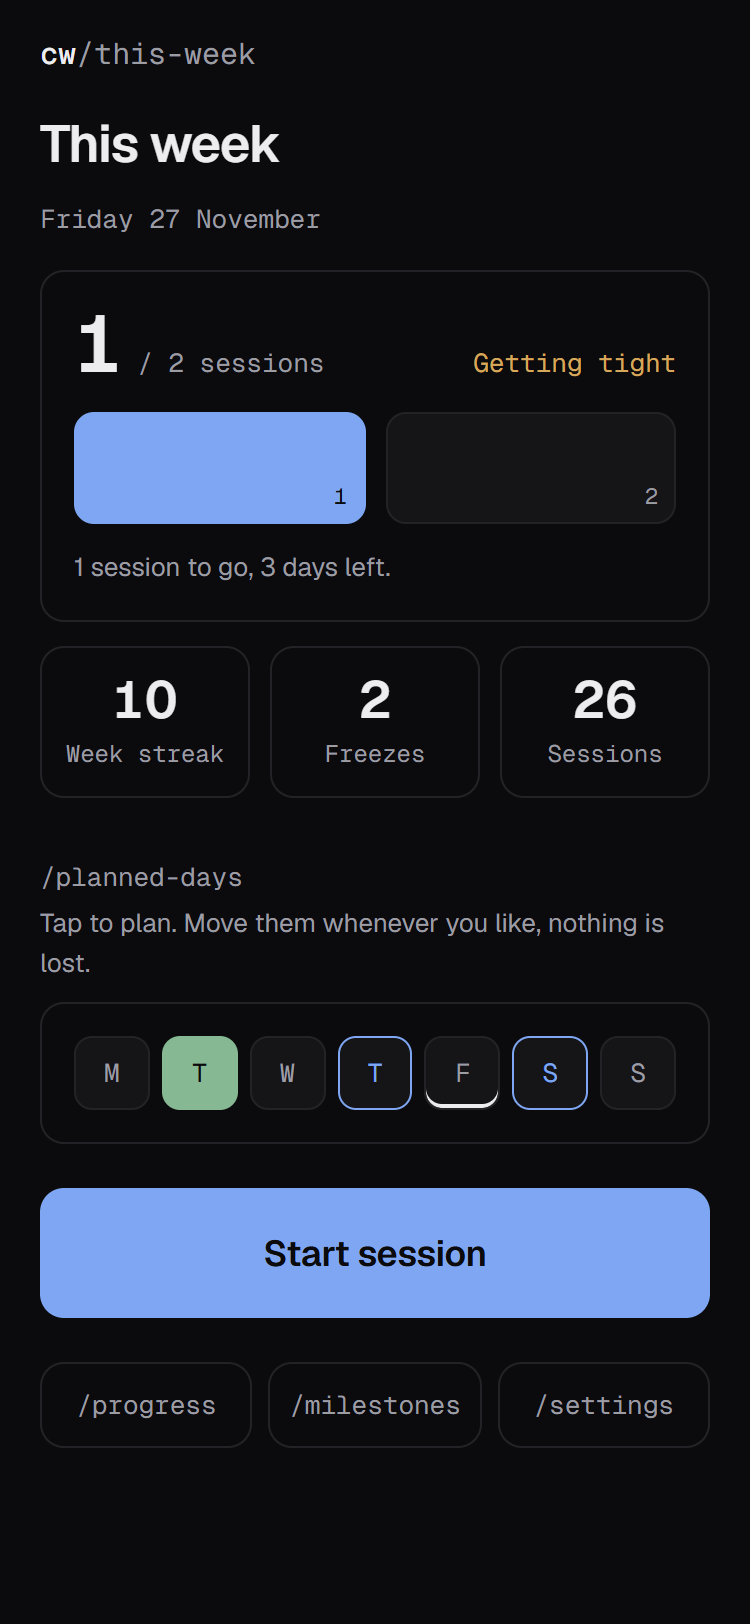 cw/this-week
This week
Friday 27 November
1 / 2 sessions Getting tight
1 2
1 session to go, 3 days left.
10 2 26
Week streak Freezes Sessions
/planned-days
Tap to plan. Move them whenever you like, nothing is
lost.
M T W T F S S
Start session
/progress /milestones /settings